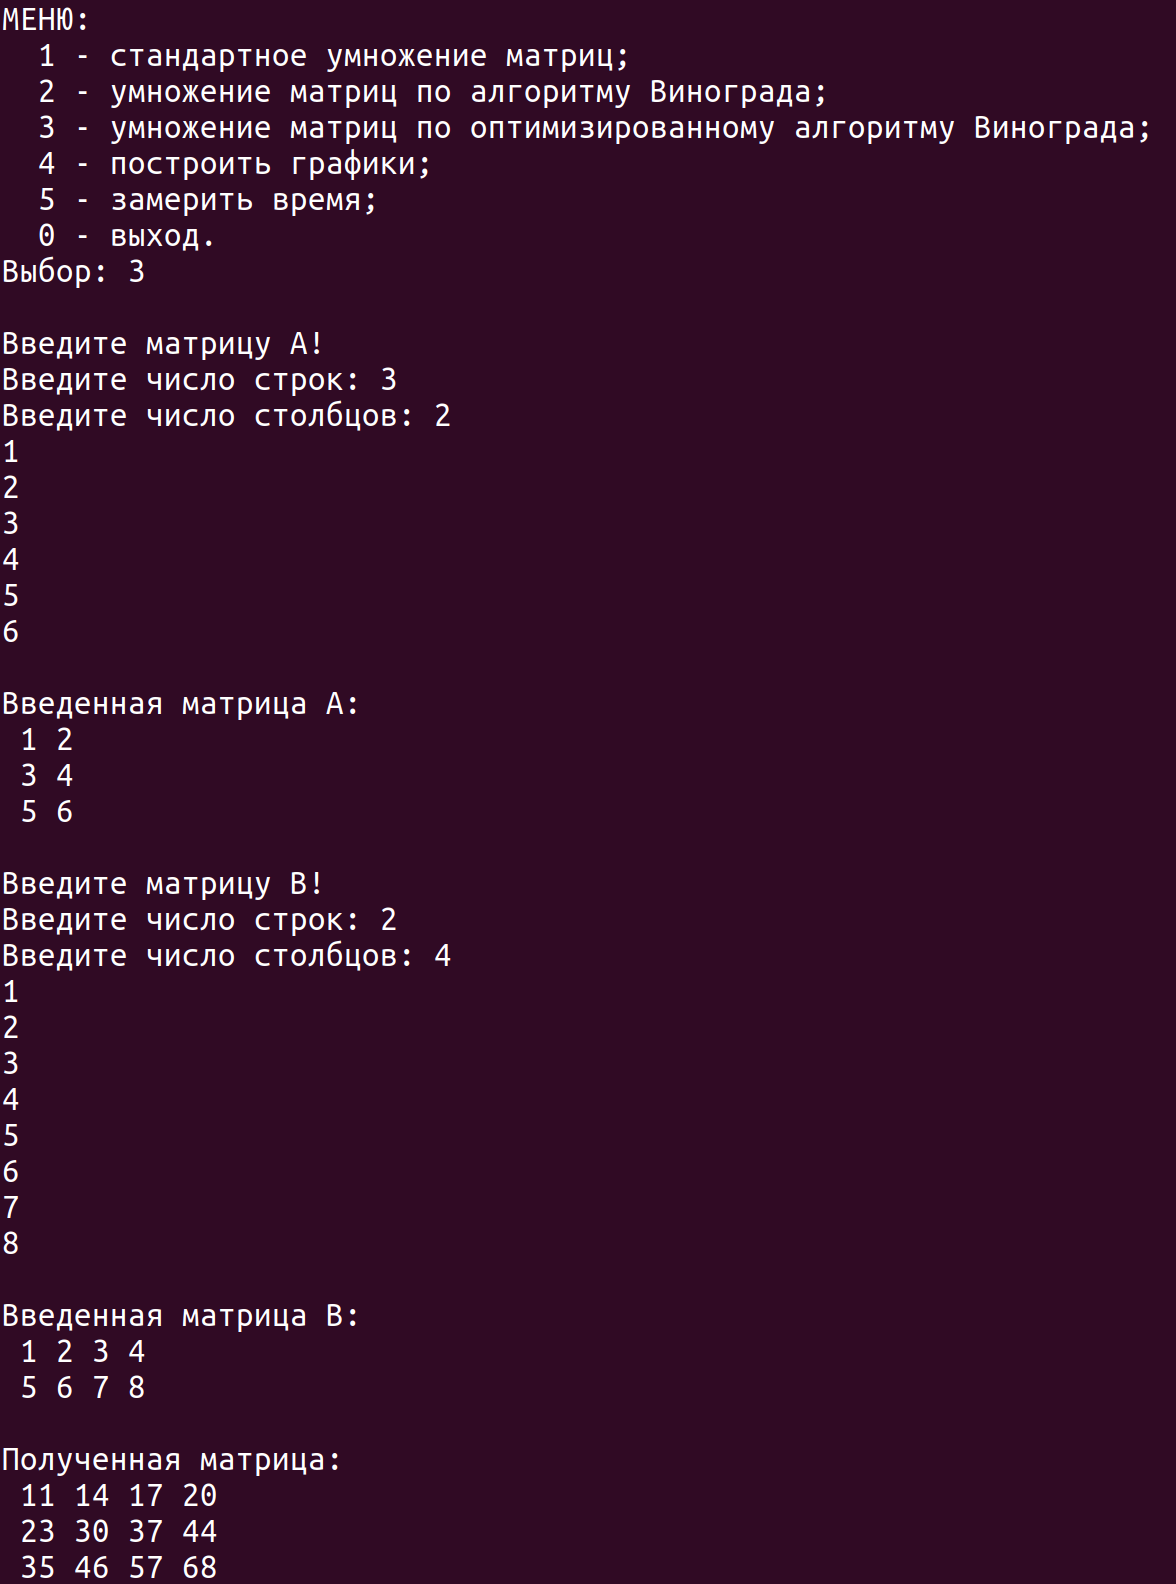 МЕНЮ:
1 - стандартное умножение матриц;
2 - умножение матриц по алгоритму Винограда;
3 - умножение матриц по оптимизированному алгоритму Винограда;
4 - построить графики;
5 - замерить время;
0 - выход.
Выбор: 3
Введите матрицу A!
Введите число строк: 3
Введите число столбцов: 2
1
2
3
4
5
6
Введенная матрица A:
1 2
3 4
5 6
Введите матрицу B!
Введите число строк: 2
Введите число столбцов: 4
1
2
3
4
5
6
7
8
Введенная матрица B:
1 2 3 4
5 6 7 8
Полученная матрица:
11 14 17 20
23 30 37 44
35 46 57 68